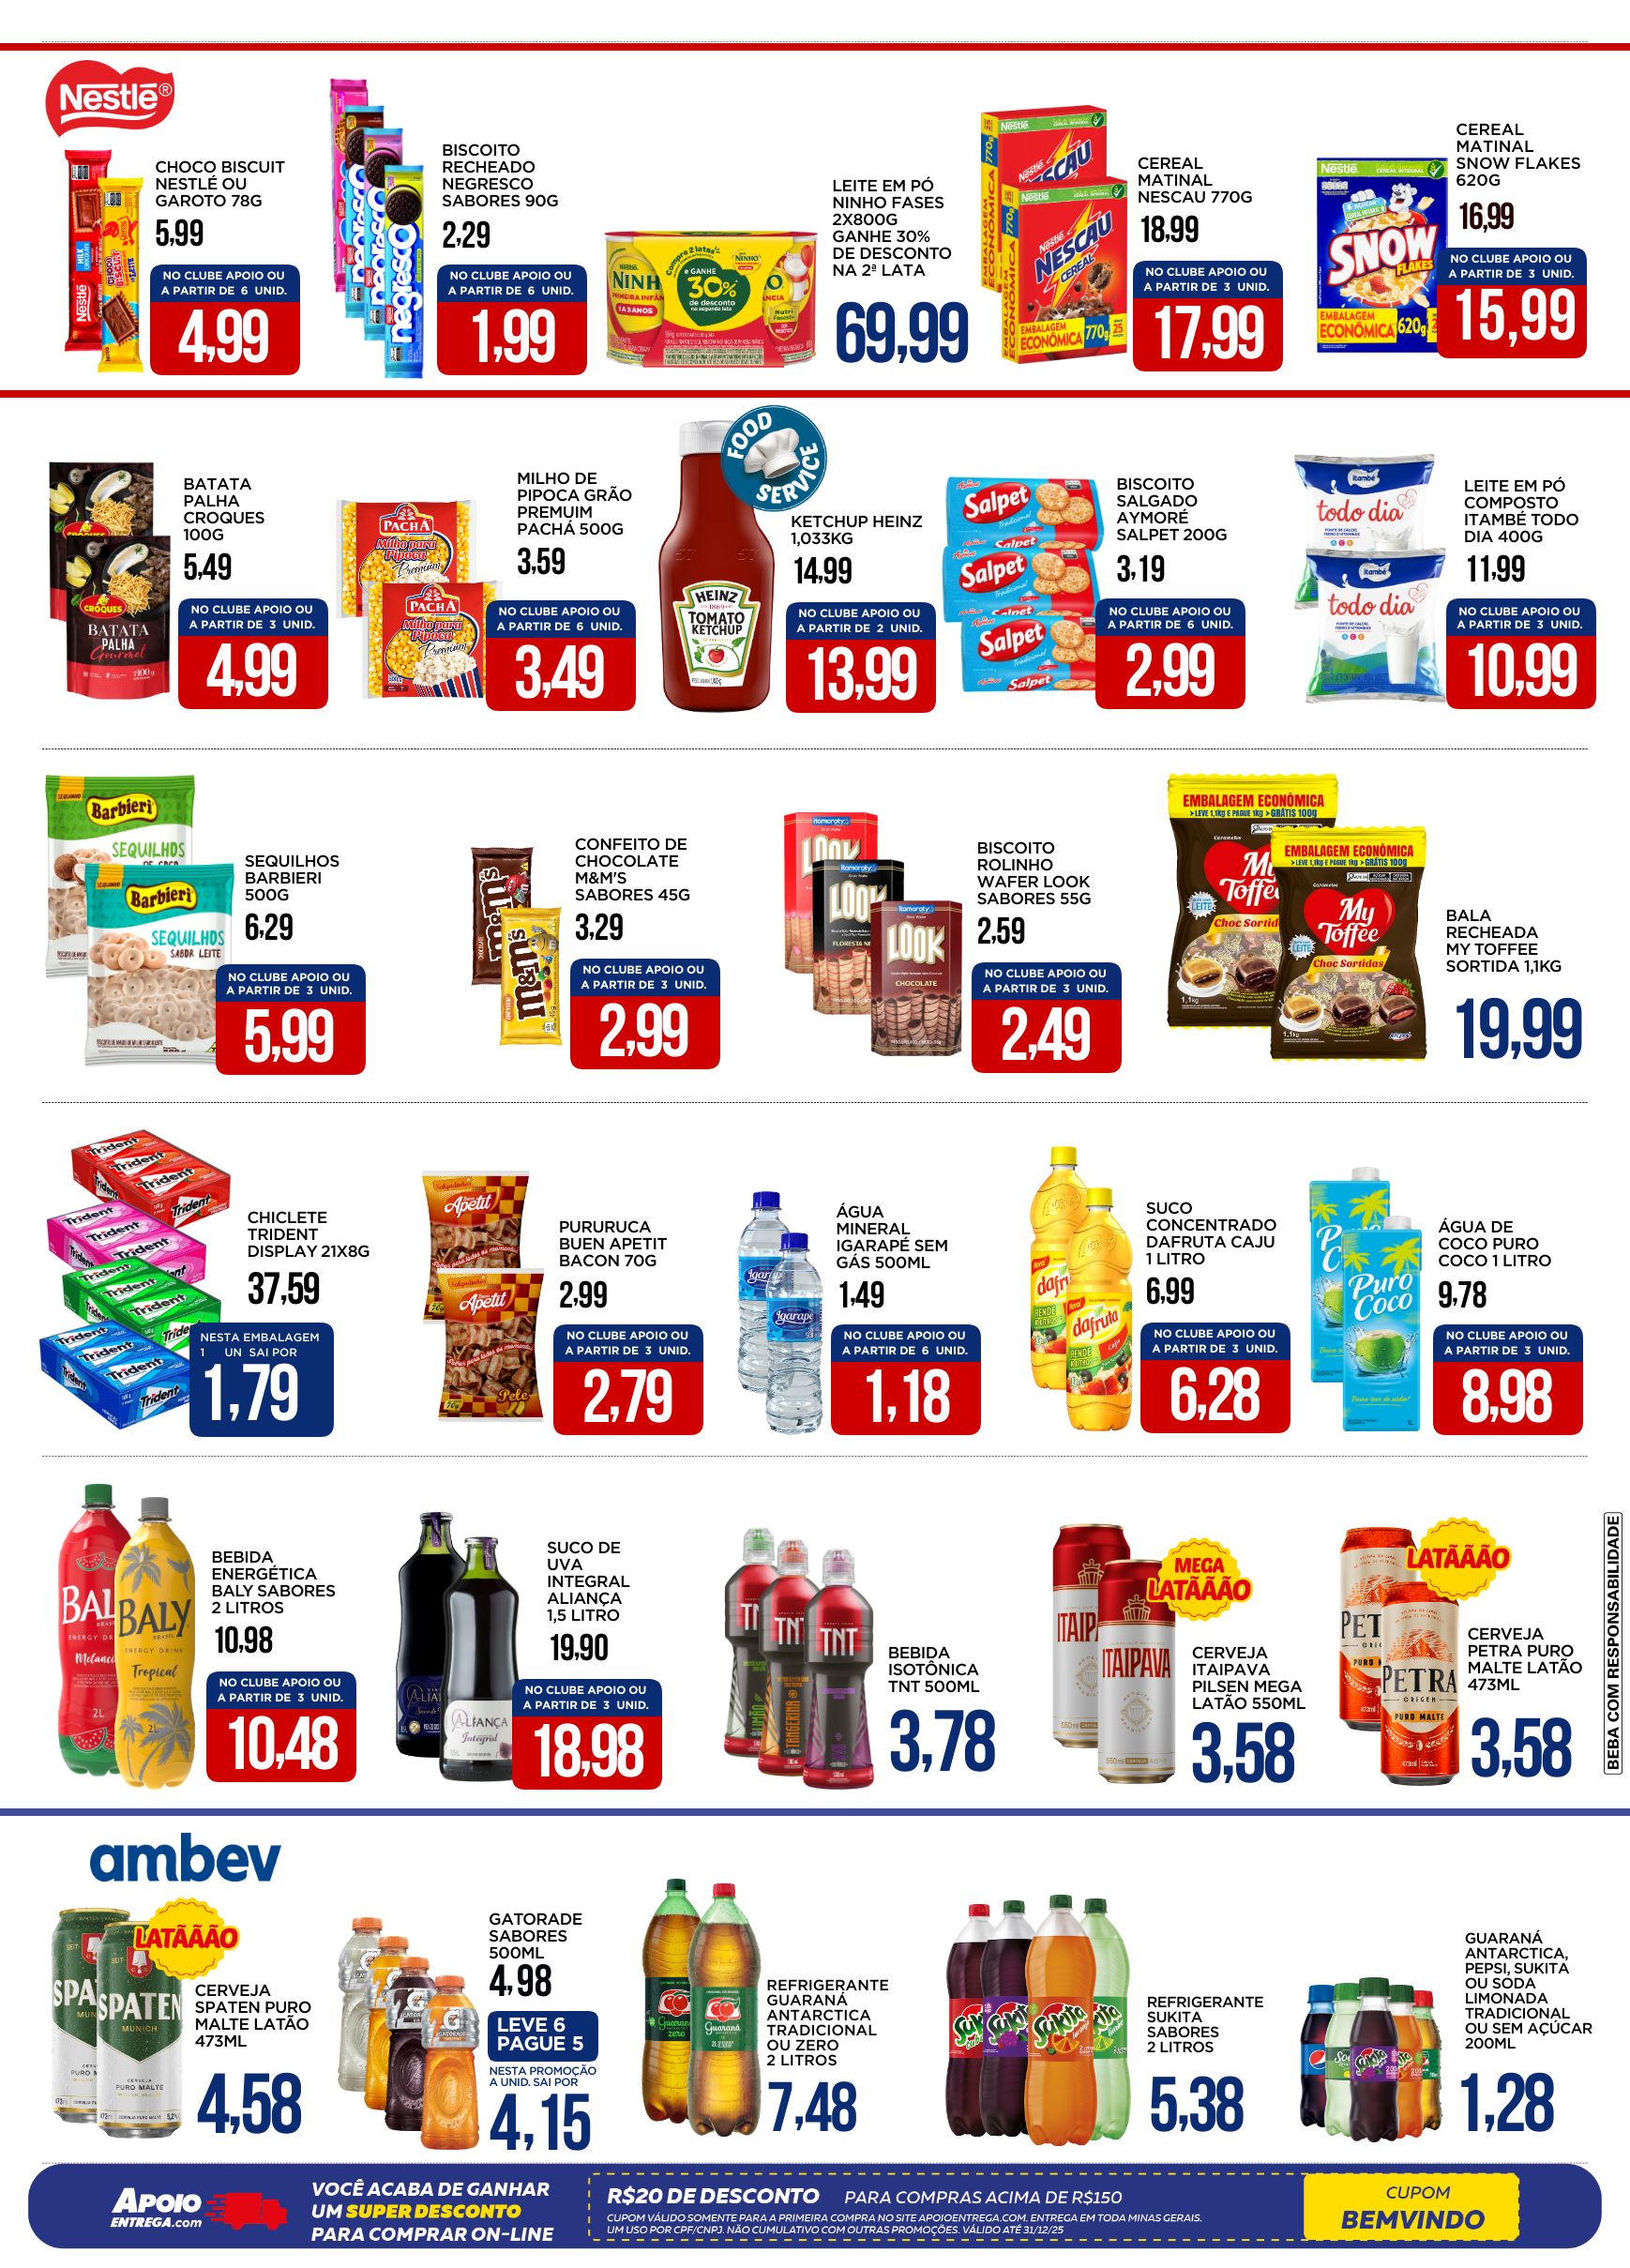 Nestlé®
CHOCO BISCUIT
NESTLÉ OU
GAROTO 78G
5,99
NO CLUBE APOIO OU
A PARTIR DE 6 UNID.
4,99
BISCOITO
RECHEADO
NEGRESCO
SABORES 90G
2,29
NO CLUBE APOIO OU
A PARTIR DE 6 UNID.
1,99
LEITE EM PÓ
NINHO FASES
2X800G
GANHE 30%
DE DESCONTO
NA 2ª LATA
69,99
CEREAL
MATINAL
NESCAU 770G
18,99
NO CLUBE APOIO OU
A PARTIR DE 3 UNID.
17,99
CEREAL
MATINAL
SNOW FLAKES
620G
16,99
NO CLUBE APOIO OU
A PARTIR DE 3 UNID.
15,99
BATATA
PALHA
CROQUES
100G
5,49
NO CLUBE APOIO OU
A PARTIR DE 3 UNID.
4,99
MILHO DE
PIPOCA GRÃO
PREMUIM
PACHÁ 500G
3,59
NO CLUBE APOIO OU
A PARTIR DE 6 UNID.
3,49
FOOD
SERVICE
HEINZ
TOMATO
KETCHUP
KETCHUP HEINZ
1,033KG
14,99
NO CLUBE APOIO OU
A PARTIR DE 2 UNID.
13,99
BISCOITO
SALGADO
AYMORÉ
SALPET 200G
3,19
NO CLUBE APOIO OU
A PARTIR DE 6 UNID.
2,99
LEITE EM PÓ
COMPOSTO
ITAMBÉ TODO
DIA 400G
11,99
NO CLUBE APOIO OU
A PARTIR DE 3 UNID.
10,99
SEQUILHOS
BARBIERI
500G
6,29
NO CLUBE APOIO OU
A PARTIR DE 3 UNID.
5,99
CONFEITO DE
CHOCOLATE
M&M'S
SABORES 45G
3,29
NO CLUBE APOIO OU
A PARTIR DE 3 UNID.
2,99
BISCOITO
ROLINHO
WAFER LOOK
SABORES 55G
2,59
NO CLUBE APOIO OU
A PARTIR DE 3 UNID.
2,49
EMBALAGEM ECONÔMICA
>LEVE 1,1KG E PAGUE 1KG >GRÁTIS 100g
My
Toffee
Choc Sortidas
BALA
RECHEADA
MY TOFFEE
SORTIDA 1,1KG
19,99
CHICLETE
TRIDENT
DISPLAY 21X8G
37,59
NESTA EMBALAGEM
1 UN SAI POR
1,79
PURURUCA
BUEN APETIT
BACON 70G
2,99
NO CLUBE APOIO OU
A PARTIR DE 3 UNID.
2,79
ÁGUA
MINERAL
IGARAPÉ SEM
GÁS 500ML
1,49
NO CLUBE APOIO OU
A PARTIR DE 6 UNID.
1,18
SUCO
CONCENTRADO
DAFRUTA CAJU
1 LITRO
6,99
NO CLUBE APOIO OU
A PARTIR DE 3 UNID.
6,28
ÁGUA DE
COCO PURO
COCO 1 LITRO
9,78
NO CLUBE APOIO OU
A PARTIR DE 3 UNID.
8,98
BEBIDA
ENERGÉTICA
BALY SABORES
2 LITROS
10,98
NO CLUBE APOIO OU
A PARTIR DE 3 UNID.
10,48
SUCO DE
UVA
INTEGRAL
ALIANÇA
1,5 LITRO
19,90
NO CLUBE APOIO OU
A PARTIR DE 3 UNID.
18,98
BEBIDA
ISOTÔNICA
TNT 500ML
3,78
MEGA
LATÃÃÃO
CERVEJA
ITAIPAVA
PILSEN MEGA
LATÃO 550ML
3,58
LATÃÃÃO
CERVEJA
PETRA PURO
MALTE LATÃO
473ML
3,58
BEBA COM RESPONSABILIDADE
ambev
LATÃÃÃO
CERVEJA
SPATEN PURO
MALTE LATÃO
473ML
4,58
GATORADE
SABORES
500ML
4,98
LEVE 6
PAGUE 5
NESTA PROMOÇÃO
A UNID. SAI POR
4,15
REFRIGERANTE
GUARANÁ
ANTARCTICA
TRADICIONAL
OU ZERO
2 LITROS
7,48
REFRIGERANTE
SUKITA
SABORES
2 LITROS
5,38
GUARANÁ
ANTARCTICA,
PEPSI, SUKITA
OU SODA
LIMONADA
TRADICIONAL
OU SEM AÇÚCAR
200ML
1,28
APOIO
ENTREGA.com
VOCÊ ACABA DE GANHAR
UM SUPER DESCONTO
PARA COMPRAR ON-LINE
R$20 DE DESCONTO PARA COMPRAS ACIMA DE R$150
CUPOM VÁLIDO SOMENTE PARA A PRIMEIRA COMPRA NO SITE APOIOENTREGA.COM. ENTREGA EM TODA MINAS GERAIS.
UM USO POR CPF/CNPJ. NÃO CUMULATIVO COM OUTRAS PROMOÇÕES. VÁLIDO ATÉ 31/12/25
CUPOM
BEMVINDO